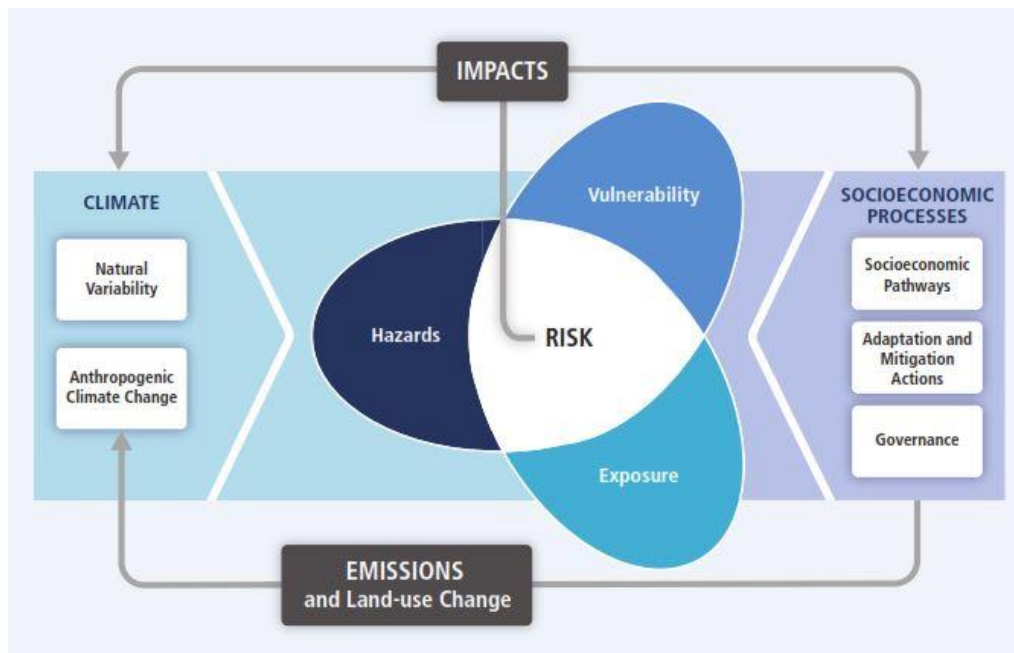 IMPACTS
CLIMATE
Natural
Variability
Anthropogenic
Climate Change
Vulnerability
Hazards
RISK
Exposure
SOCIOECONOMIC
PROCESSES
Socioeconomic
Pathways
Adaptation and
Mitigation
Actions
Governance
EMISSIONS
and Land-use Change